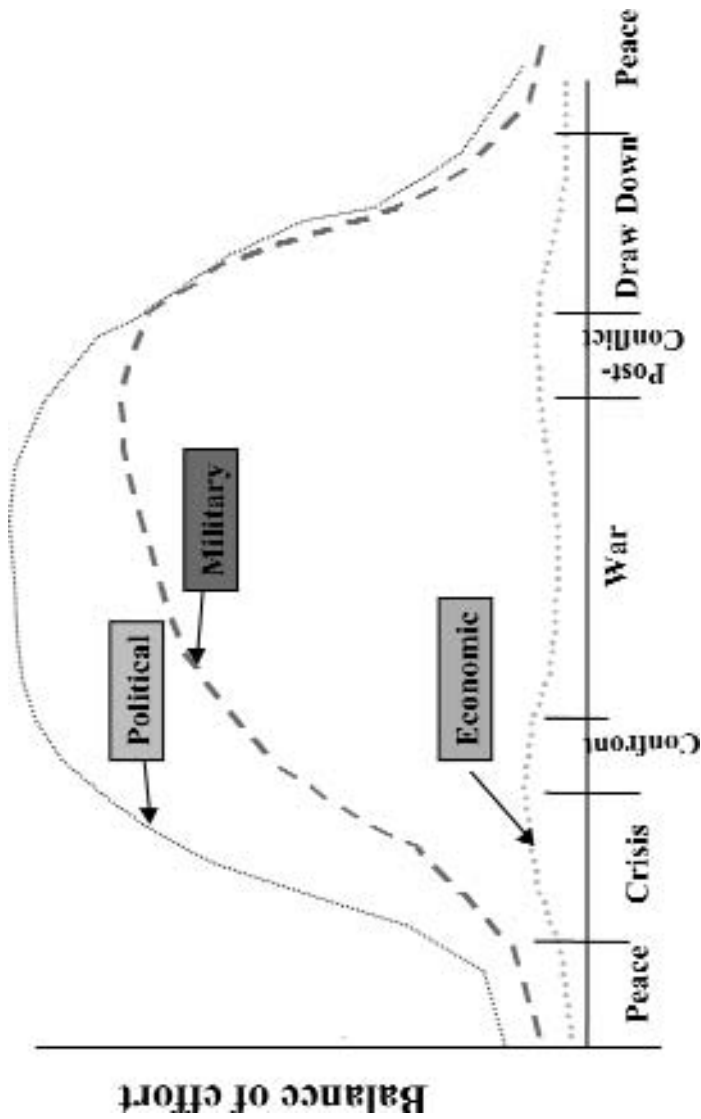 Balance of effort
Political
Military
Economic
Peace
Crisis
Confront
War
Post-
Conflict
Draw Down
Peace